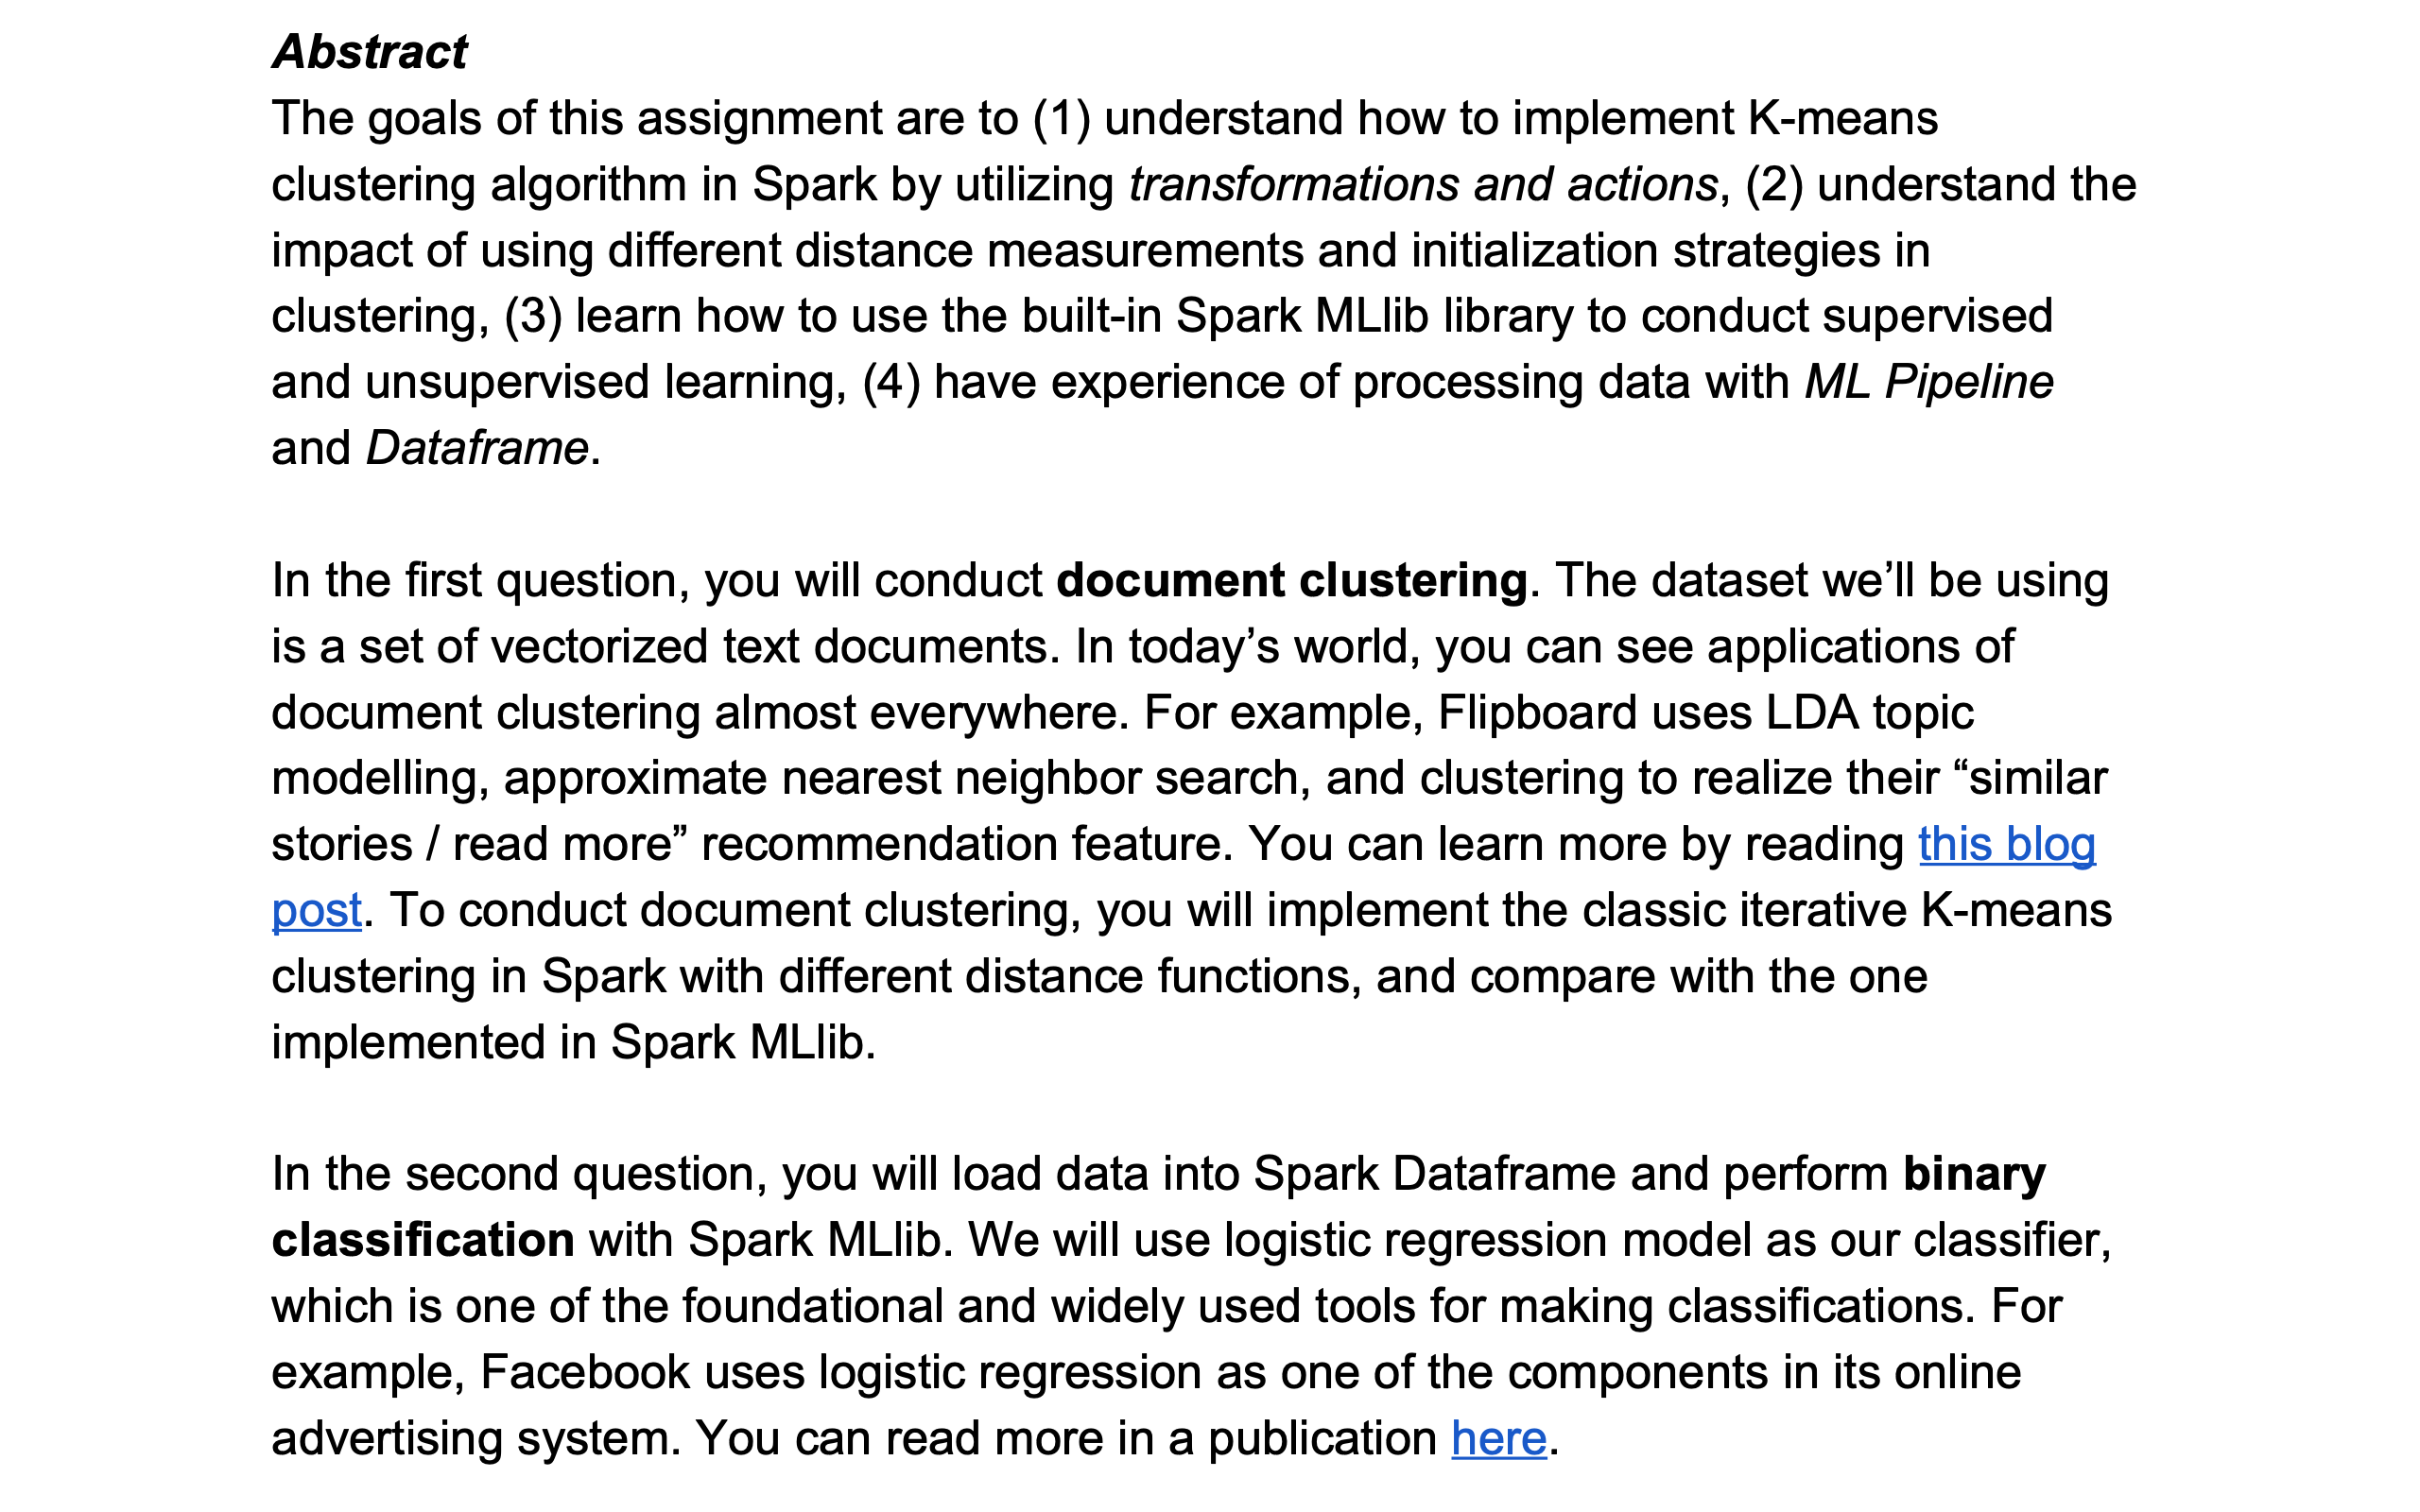 Abstract
The goals of this assignment are to (1) understand how to implement K-means
clustering algorithm in Spark by utilizing transformations and actions, (2) understand the
impact of using different distance measurements and initialization strategies in
clustering, (3) learn how to use the built-in Spark MLlib library to conduct supervised
and unsupervised learning, (4) have experience of processing data with ML Pipeline
and Dataframe.
In the first question, you will conduct document clustering. The dataset we’ll be using
is a set of vectorized text documents. In today’s world, you can see applications of
document clustering almost everywhere. For example, Flipboard uses LDA topic
modelling, approximate nearest neighbor search, and clustering to realize their “similar
stories / read more” recommendation feature. You can learn more by reading this blog
post. To conduct document clustering, you will implement the classic iterative K-means
clustering in Spark with different distance functions, and compare with the one
implemented in Spark MLlib.
In the second question, you will load data into Spark Dataframe and perform binary
classification with Spark MLlib. We will use logistic regression model as our classifier,
which is one of the foundational and widely used tools for making classifications. For
example, Facebook uses logistic regression as one of the components in its online
advertising system. You can read more in a publication here.